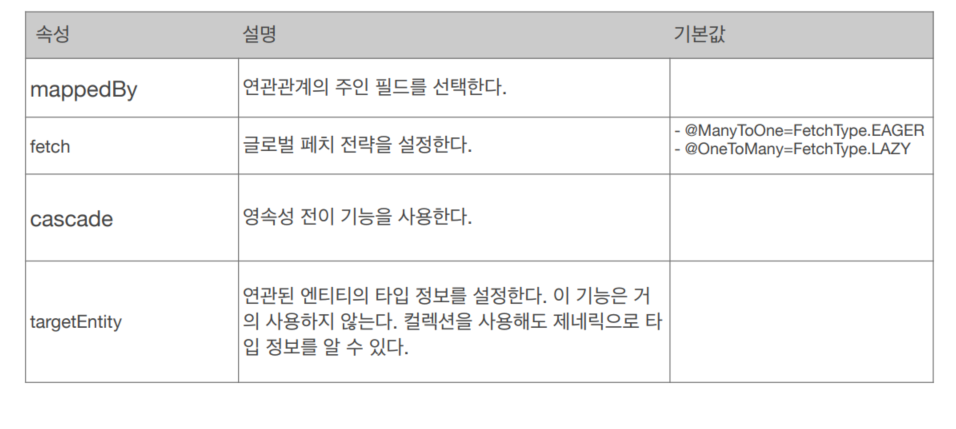 속성 설명 기본값
mappedBy 연관관계의 주인 필드를 선택한다.
fetch 글로벌 페치 전략을 설정한다. - @ManyToOne=FetchType.EAGER
- @OneToMany=FetchType.LAZY
cascade 영속성 전이 기능을 사용한다.
targetEntity 연관된 엔티티의 타입 정보를 설정한다. 이 기능은 거
의 사용하지 않는다. 컬렉션을 사용해도 제네릭으로 타
입 정보를 알 수 있다.